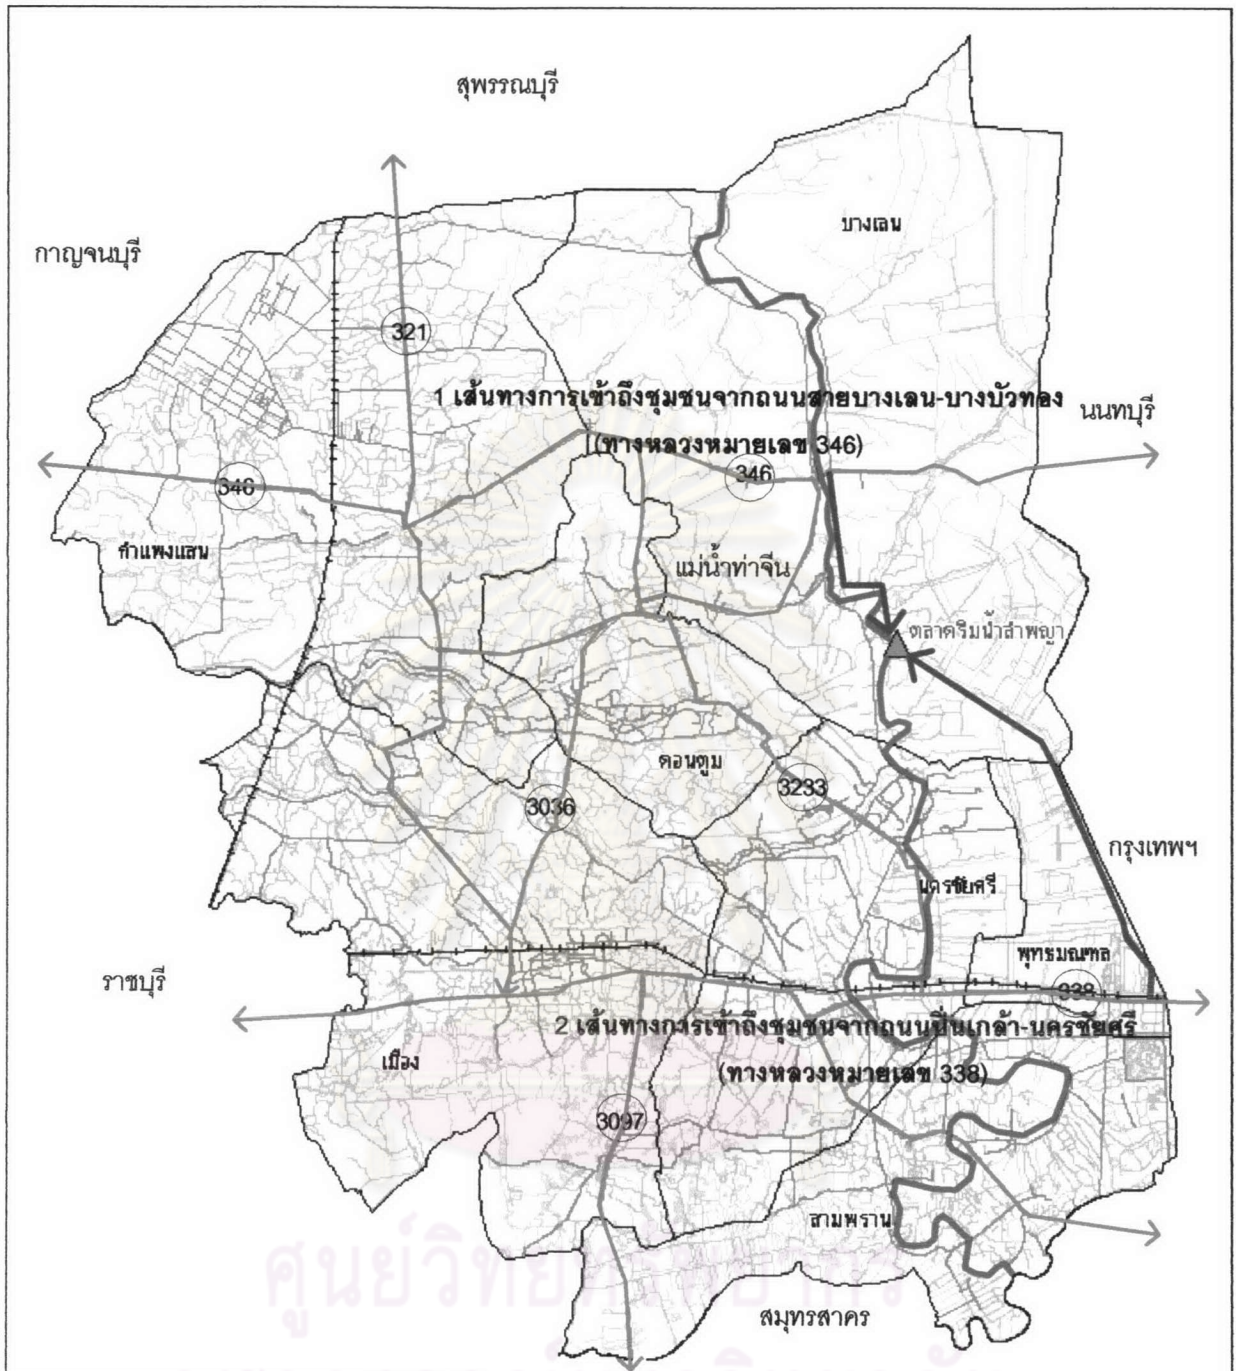 สุพรรณบุรี
บางเลน
กาญจนบุรี
321
1 เส้นทางการเข้าถึงชุมชนจากถนนสายบางเลน-บางบัวทอง
(ทางหลวงหมายเลข 346)
นนทบุรี
346
346
กำแพงแสน
แม่น้ำท่าจีน
ตลาดริมน้ำลำพญา
ดอนตูม
3233
3036
กรุงเทพฯ
นครชัยศรี
พุทธมณฑล
ราชบุรี
338
2 เส้นทางการเข้าถึงชุมชนจากถนนปิ่นเกล้า-นครชัยศรี
(ทางหลวงหมายเลข 338)
เมือง
3097
สามพราน
สมุทรสาคร
ศูนย์วิทยทรัพยากร